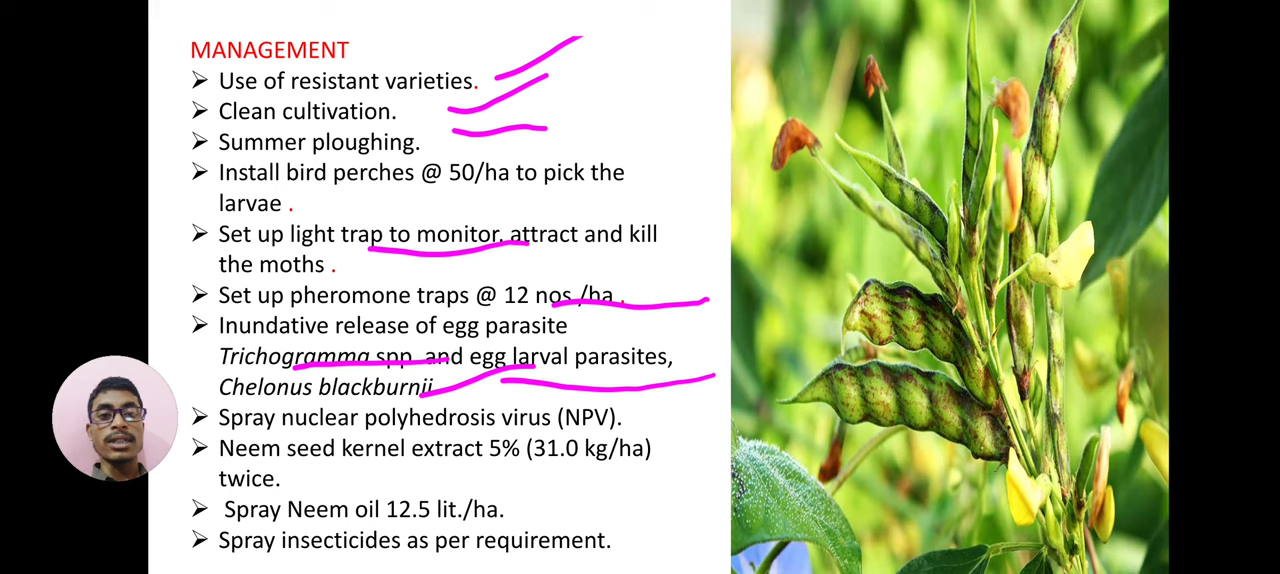 MANAGEMENT
➢ Use of resistant varieties.
➢ Clean cultivation.
➢ Summer ploughing.
➢ Install bird perches @ 50/ha to pick the
larvae .
➢ Set up light trap to monitor, attract and kill
the moths .
➢ Set up pheromone traps @ 12 nos /ha .
➢ Inundative release of egg parasite
Trichogramma spp. and egg larval parasites,
Chelonus blackburnii
➢ Spray nuclear polyhedrosis virus (NPV).
➢ Neem seed kernel extract 5% (31.0 kg/ha)
twice.
➢ Spray Neem oil 12.5 lit./ha.
➢ Spray insecticides as per requirement.